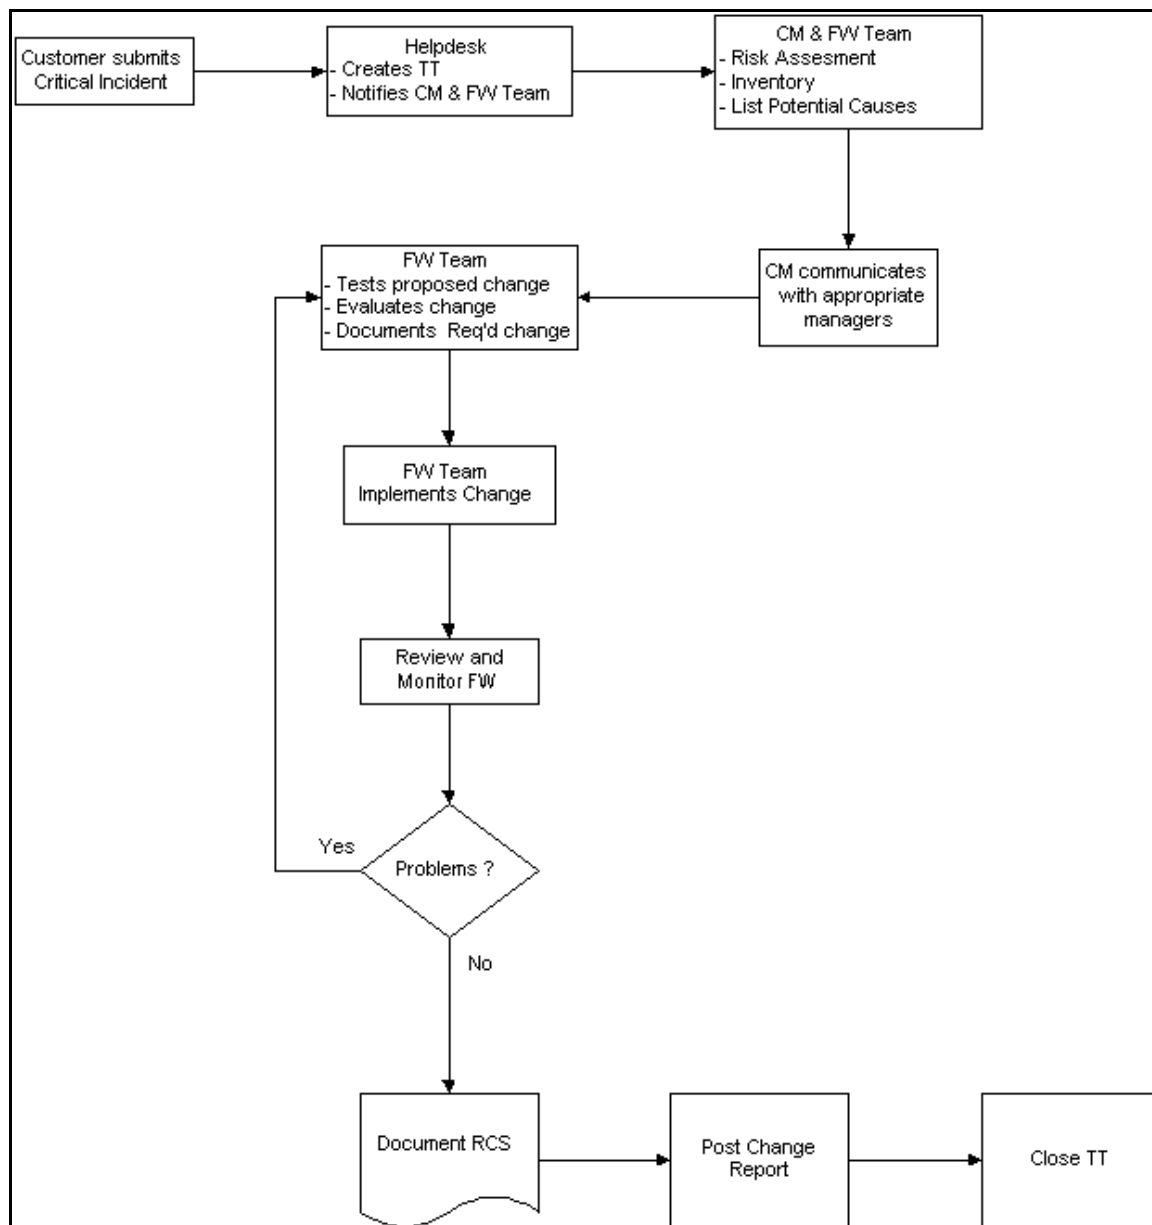 Customer submits
Critical Incident
Helpdesk
- Creates TT
- Notifies CM & FW Team
CM & FW Team
- Risk Assesment
- Inventory
- List Potential Causes
CM communicates
with appropriate
managers
FW Team
- Tests proposed change
- Evaluates change
- Documents Req'd change
FW Team
Implements Change
Review and
Monitor FW
Problems ?
Yes
No
Document RCS
Post Change
Report
Close TT